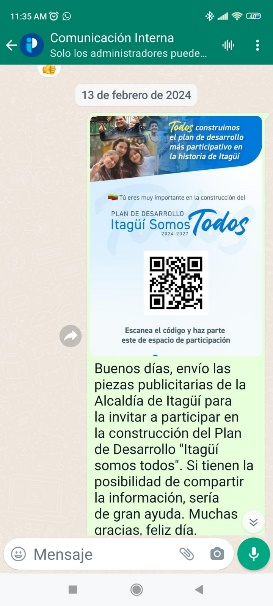 11:35 AM
Comunicación Interna
Solo los administradores puede...
13 de febrero de 2024
Todos construimos
el plan de desarrollo
más participativo en
la historia de Itagüí
Tú eres muy importante en la construcción del
PLAN DE DESARROLLO
Itagüí Somos Todos
2024-2027
Escanea el código y haz parte
este de espacio de participación
Buenos días, envío las
piezas publicitarias de la
Alcaldía de Itagüí para
la invitar a participar en
la construcción del Plan
de Desarrollo "Itagüí
somos todos". Si tienen la
posibilidad de compartir
la información, sería
de gran ayuda. Muchas
gracias, feliz día.
Mensaje